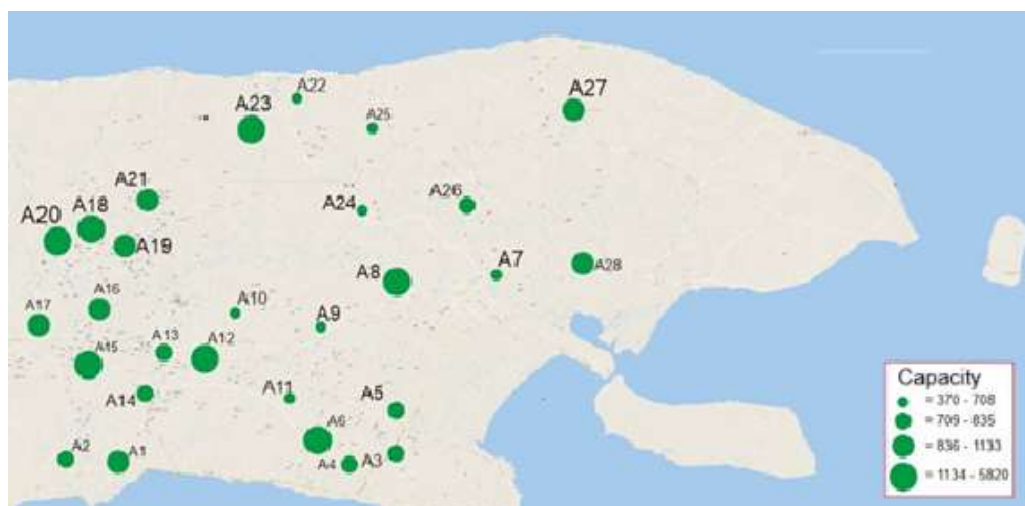 A22
A27
A23
A25
A21
A26
A24
A18
A20
A19
A7
A8
A28
A16
A10
A17
A9
A13
A12
A15
A11
A5
A14
A6
A2
A1
A4
A3
Capacity
= 370 - 708
= 709 - 835
= 836 - 1133
= 1134 - 5820